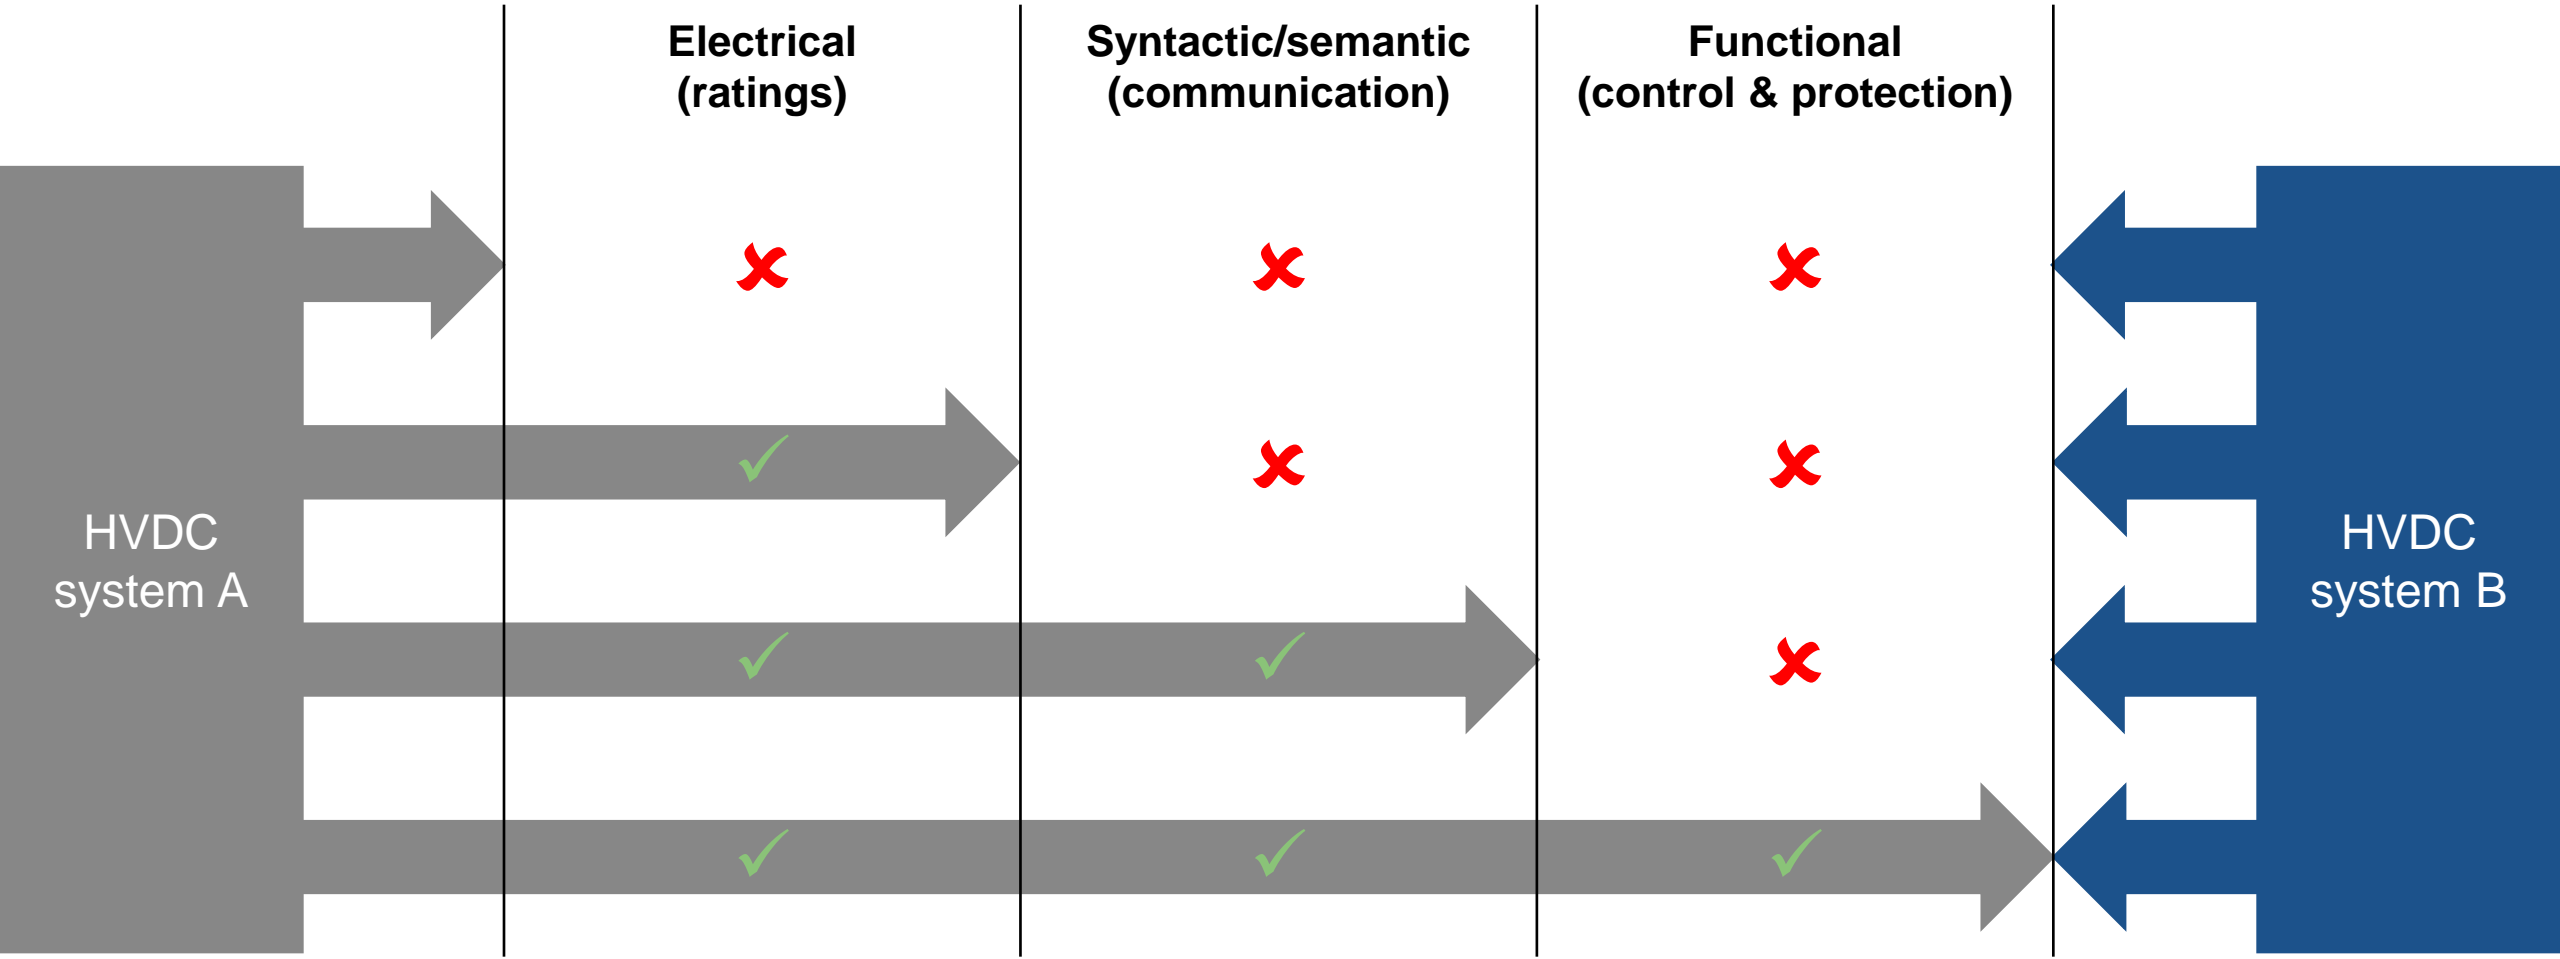 Electrical
(ratings)
Syntactic/semantic
(communication)
Functional
(control & protection)
HVDC
system A
HVDC
system B